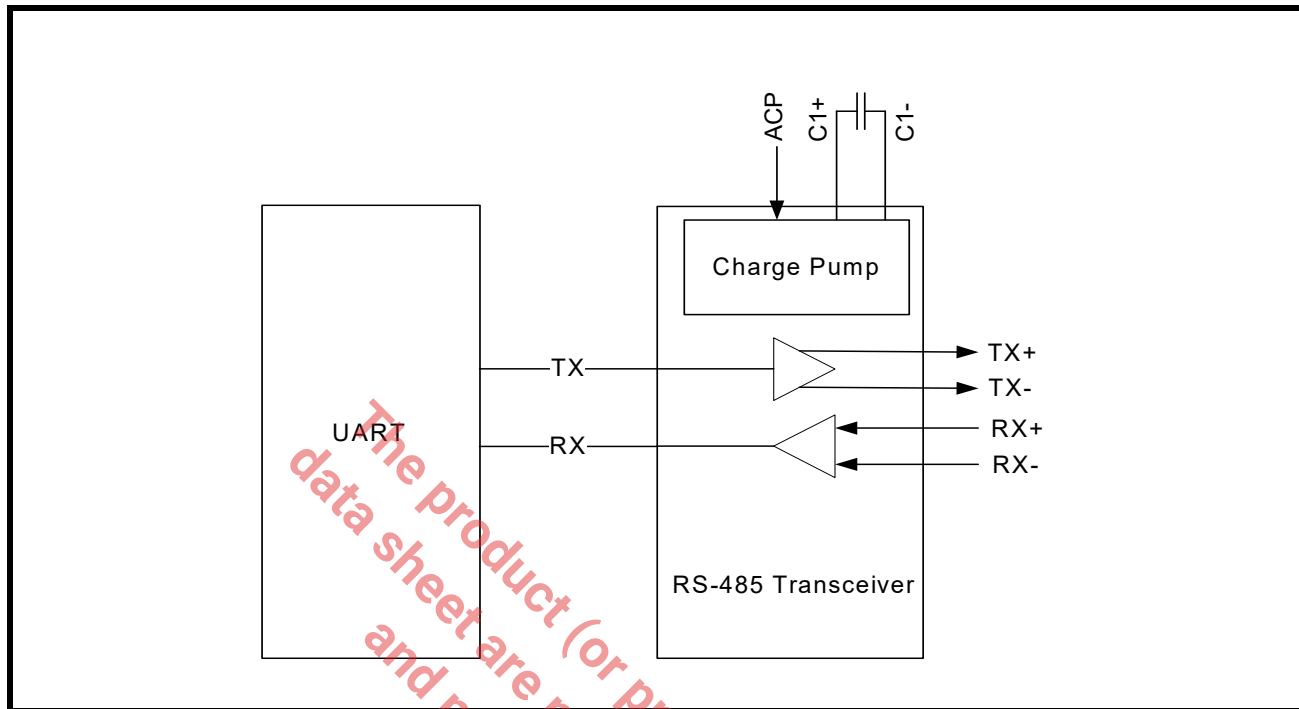 ACP
C1+
C1-
Charge Pump
TX
TX+
TX-
UART
RX
RX+
RX-
RS-485 Transceiver
The product (or pr
data sheet are
and